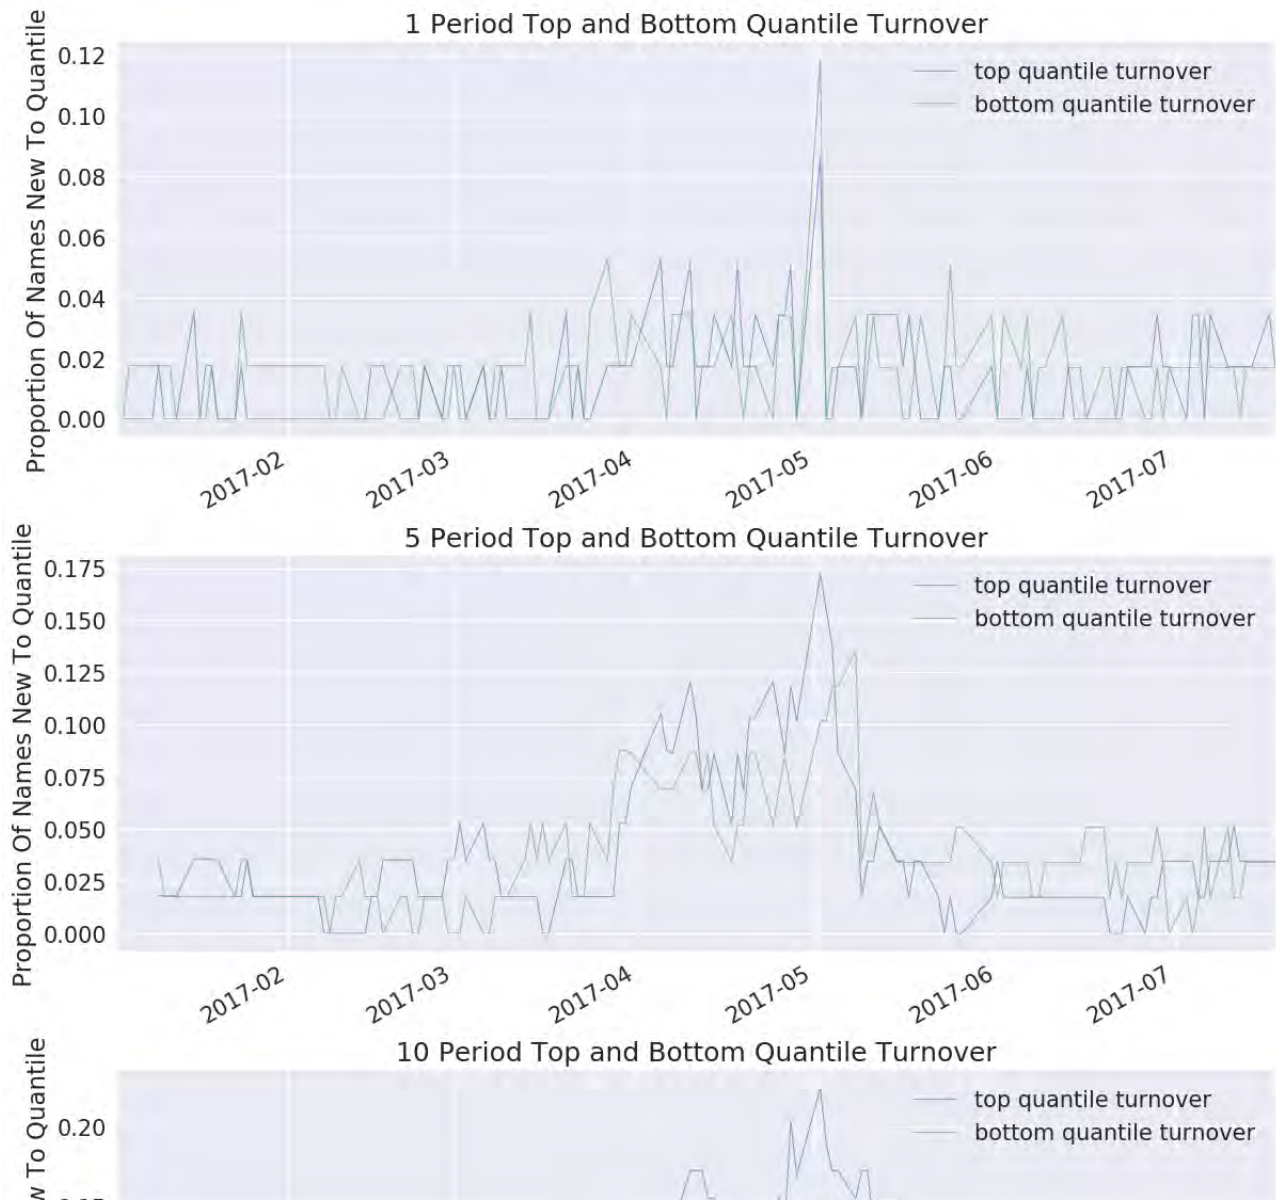 1 Period Top and Bottom Quantile Turnover
Proportion Of Names New To Quantile
0.12
0.10
0.08
0.06
0.04
0.02
0.00
top quantile turnover
bottom quantile turnover
2017-02
2017-03
2017-04
2017-05
2017-06
2017-07
5 Period Top and Bottom Quantile Turnover
Proportion Of Names New To Quantile
0.175
0.150
0.125
0.100
0.075
0.050
0.025
0.000
top quantile turnover
bottom quantile turnover
2017-02
2017-03
2017-04
2017-05
2017-06
2017-07
10 Period Top and Bottom Quantile Turnover
To Quantile
0.20
top quantile turnover
bottom quantile turnover